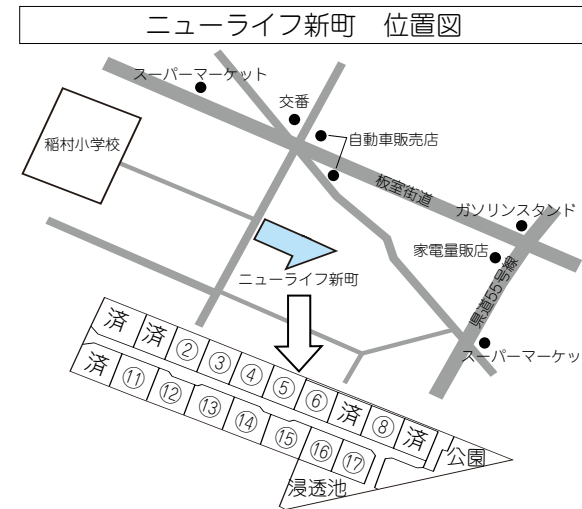 ニューライフ新町　位置図
スーパーマーケット
交番
自動車販売店
稲村小学校
板室街道
ガソリンスタンド
家電量販店
県道55号線
ニューライフ新町
スーパーマーケッ
済 済 ② ③ ④ ⑤ ⑥ 済 ⑧ 済
済 ⑪ ⑫ ⑬ ⑭ ⑮ ⑯ ⑰
公園
浸透池